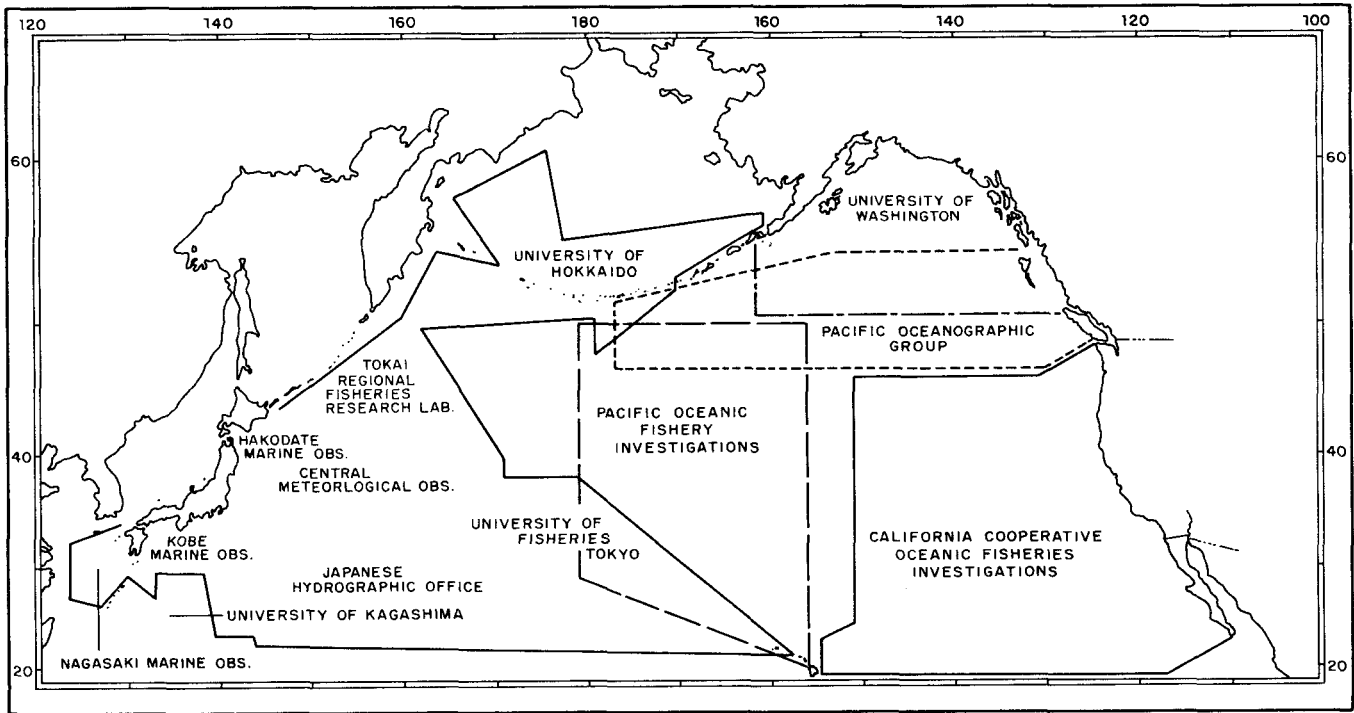 120 140 160 180 160 140 120 100
60 60
UNIVERSITY OF
WASHINGTON
UNIVERSITY OF
HOKKAIDO
PACIFIC OCEANOGRAPHIC
GROUP
TOKAI
REGIONAL
FISHERIES
RESEARCH LAB.
PACIFIC OCEANIC
FISHERY
INVESTIGATIONS
HAKODATE
MARINE OBS.
40 40
CENTRAL
METEORLOGICAL OBS.
UNIVERSITY OF
FISHERIES
TOKYO
KOBE
MARINE OBS.
CALIFORNIA COOPERATIVE
OCEANIC FISHERIES
INVESTIGATIONS
JAPANESE
HYDROGRAPHIC OFFICE
UNIVERSITY OF KAGASHIMA
NAGASAKI MARINE OBS.
20 20